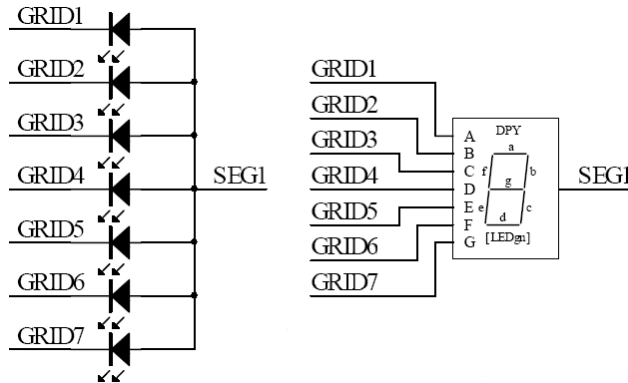 GRID1
GRID2
GRID3
GRID4
GRID5
GRID6
GRID7
SEG1
GRID1
GRID2
GRID3
GRID4
GRID5
GRID6
GRID7
DPY
A
B
C
D
E
F
G
a
f
b
g
e
c
d
[LEDgn]
SEG1